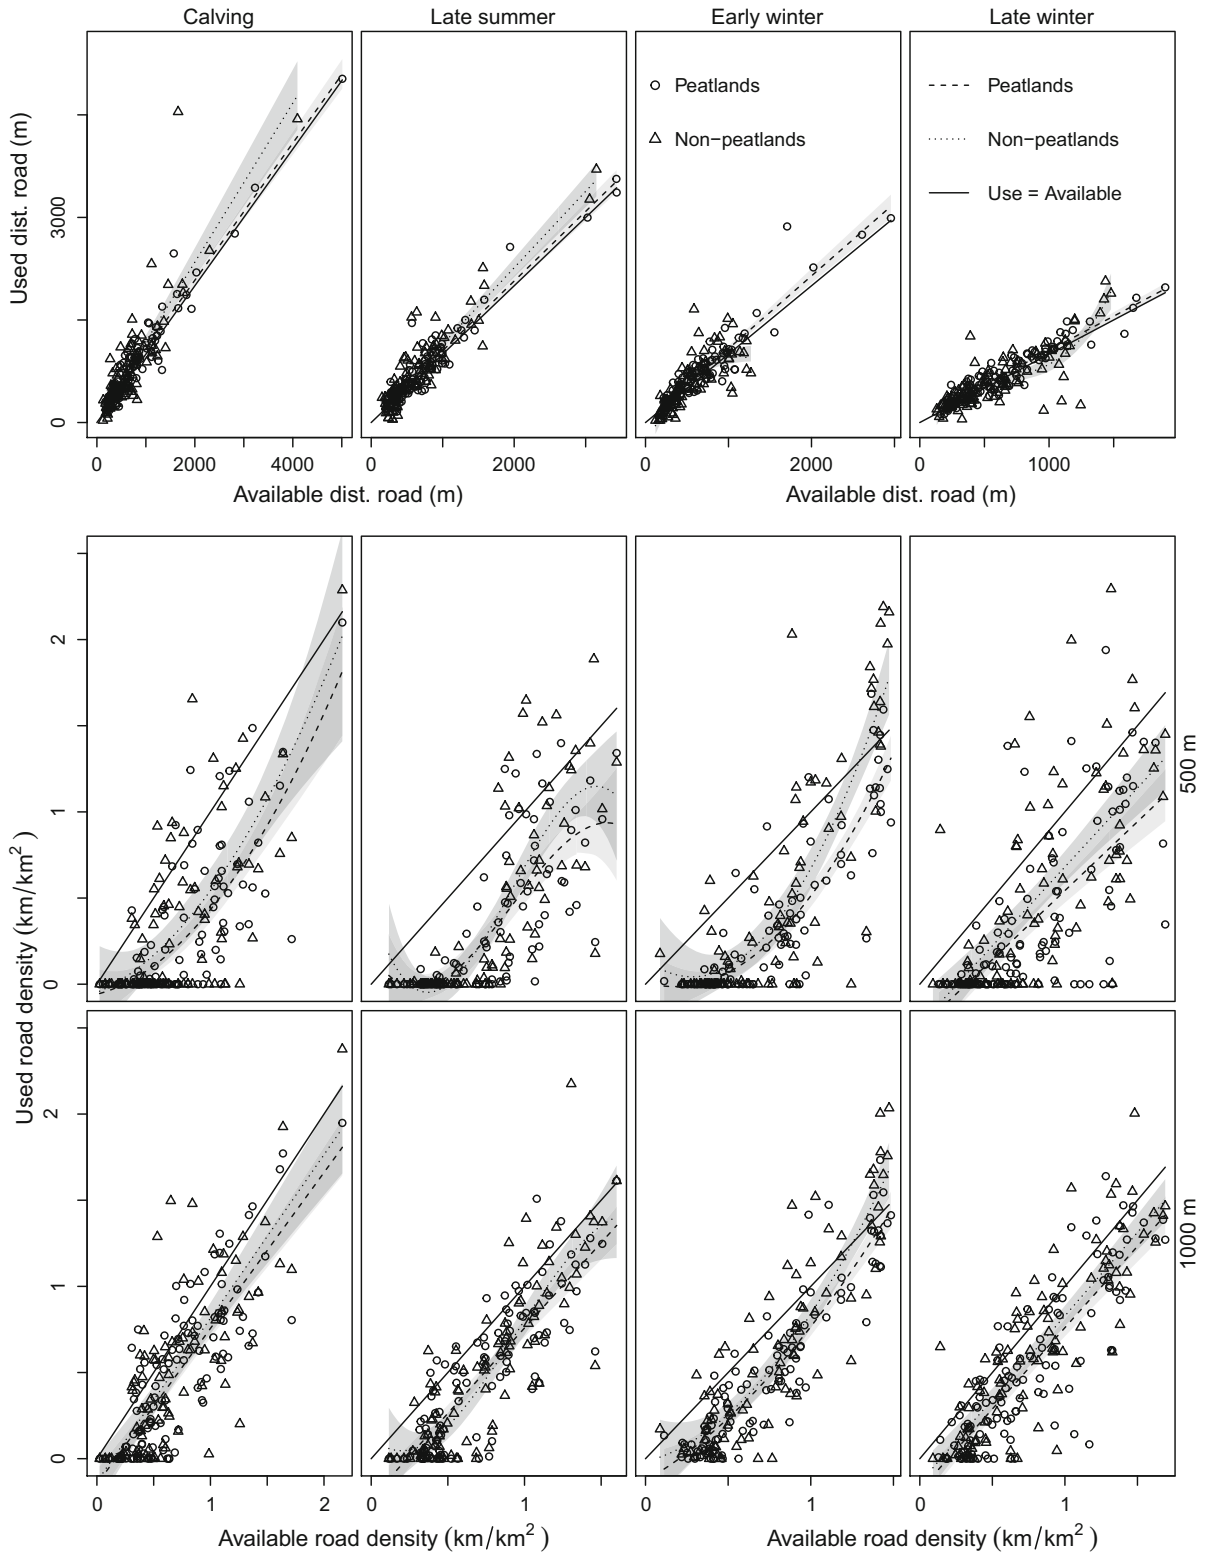 Calving Late summer Early winter Late winter
Used dist. road (m)
3000
0
Peatlands
Non−peatlands
Peatlands
Non−peatlands
Use = Available
0 2000 4000 0 2000 0 2000 0 1000
Available dist. road (m) Available dist. road (m)
Used road density (km/km²)
2
1
0
500 m
2
1
0
1000 m
0 1 2 0 1 0 1 0 1
Available road density (km/km²) Available road density (km/km²)